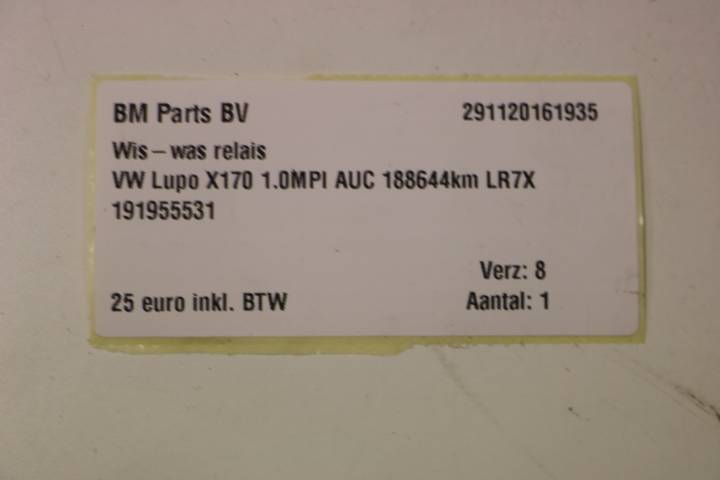 BM Parts BV 291120161935
Wis-was relais
VW Lupo X170 1.0MPI AUC 188644km LR7X
191955531
Verz: 8
25 euro inkl. BTW Aantal: 1